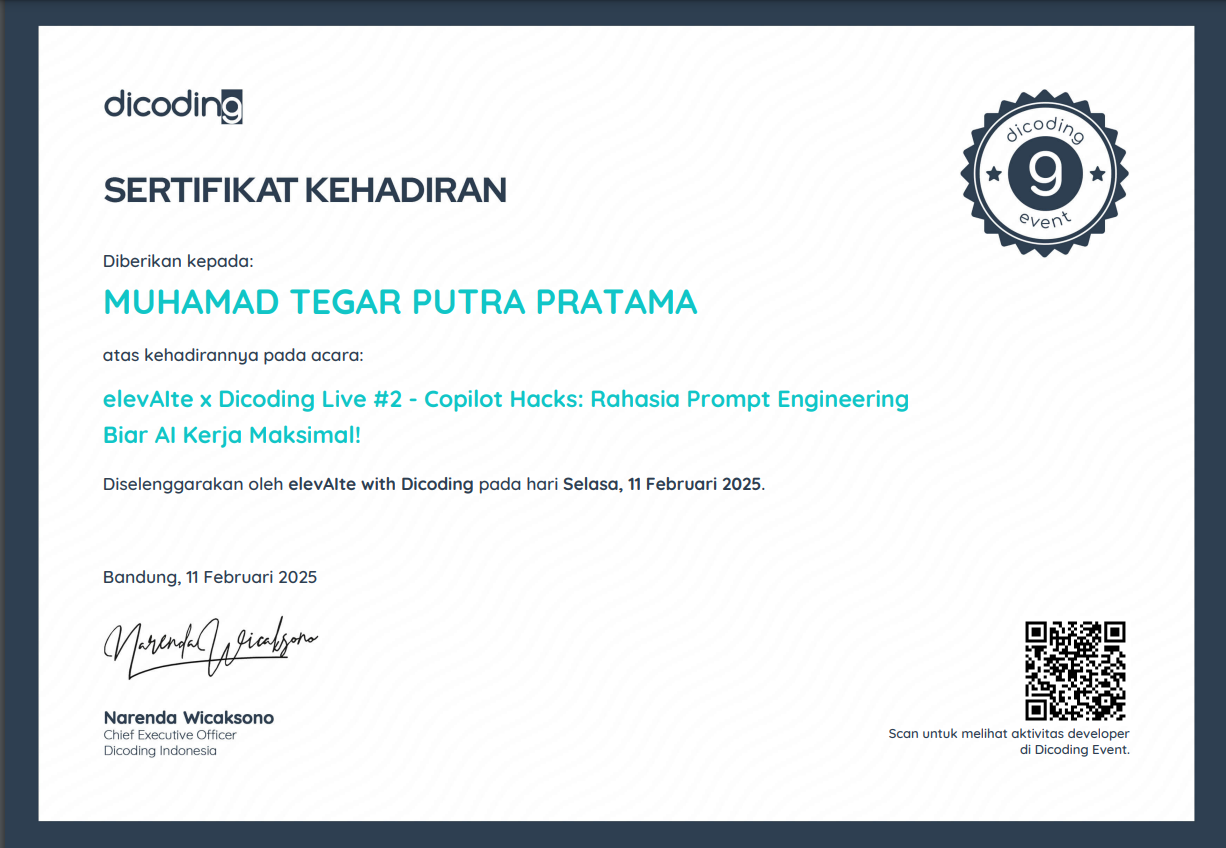 dicoding
SERTIFIKAT KEHADIRAN
dicoding
g
event
Diberikan kepada:
MUHAMAD TEGAR PUTRA PRATAMA
atas kehadirannya pada acara:
elevAIte x Dicoding Live #2 - Copilot Hacks: Rahasia Prompt Engineering
Biar AI Kerja Maksimal!
Diselenggarakan oleh elevAIte with Dicoding pada hari Selasa, 11 Februari 2025.
Bandung, 11 Februari 2025
Narenda Wicaksono
Narenda Wicaksono
Chief Executive Officer
Dicoding Indonesia
Scan untuk melihat aktivitas developer
di Dicoding Event.